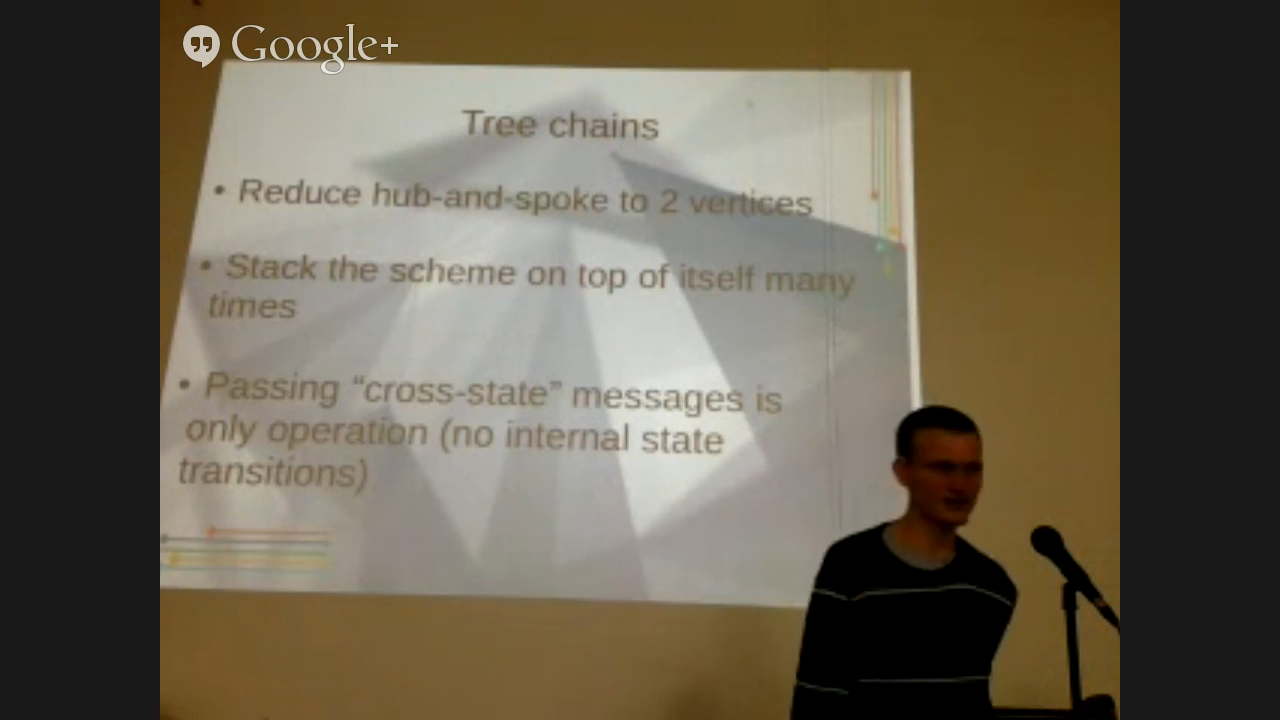 Google+
Tree chains
• Reduce hub-and-spoke to 2 vertices
• Stack the scheme on top of itself many
times
• Passing “cross-state” messages is
only operation (no internal state
transitions)